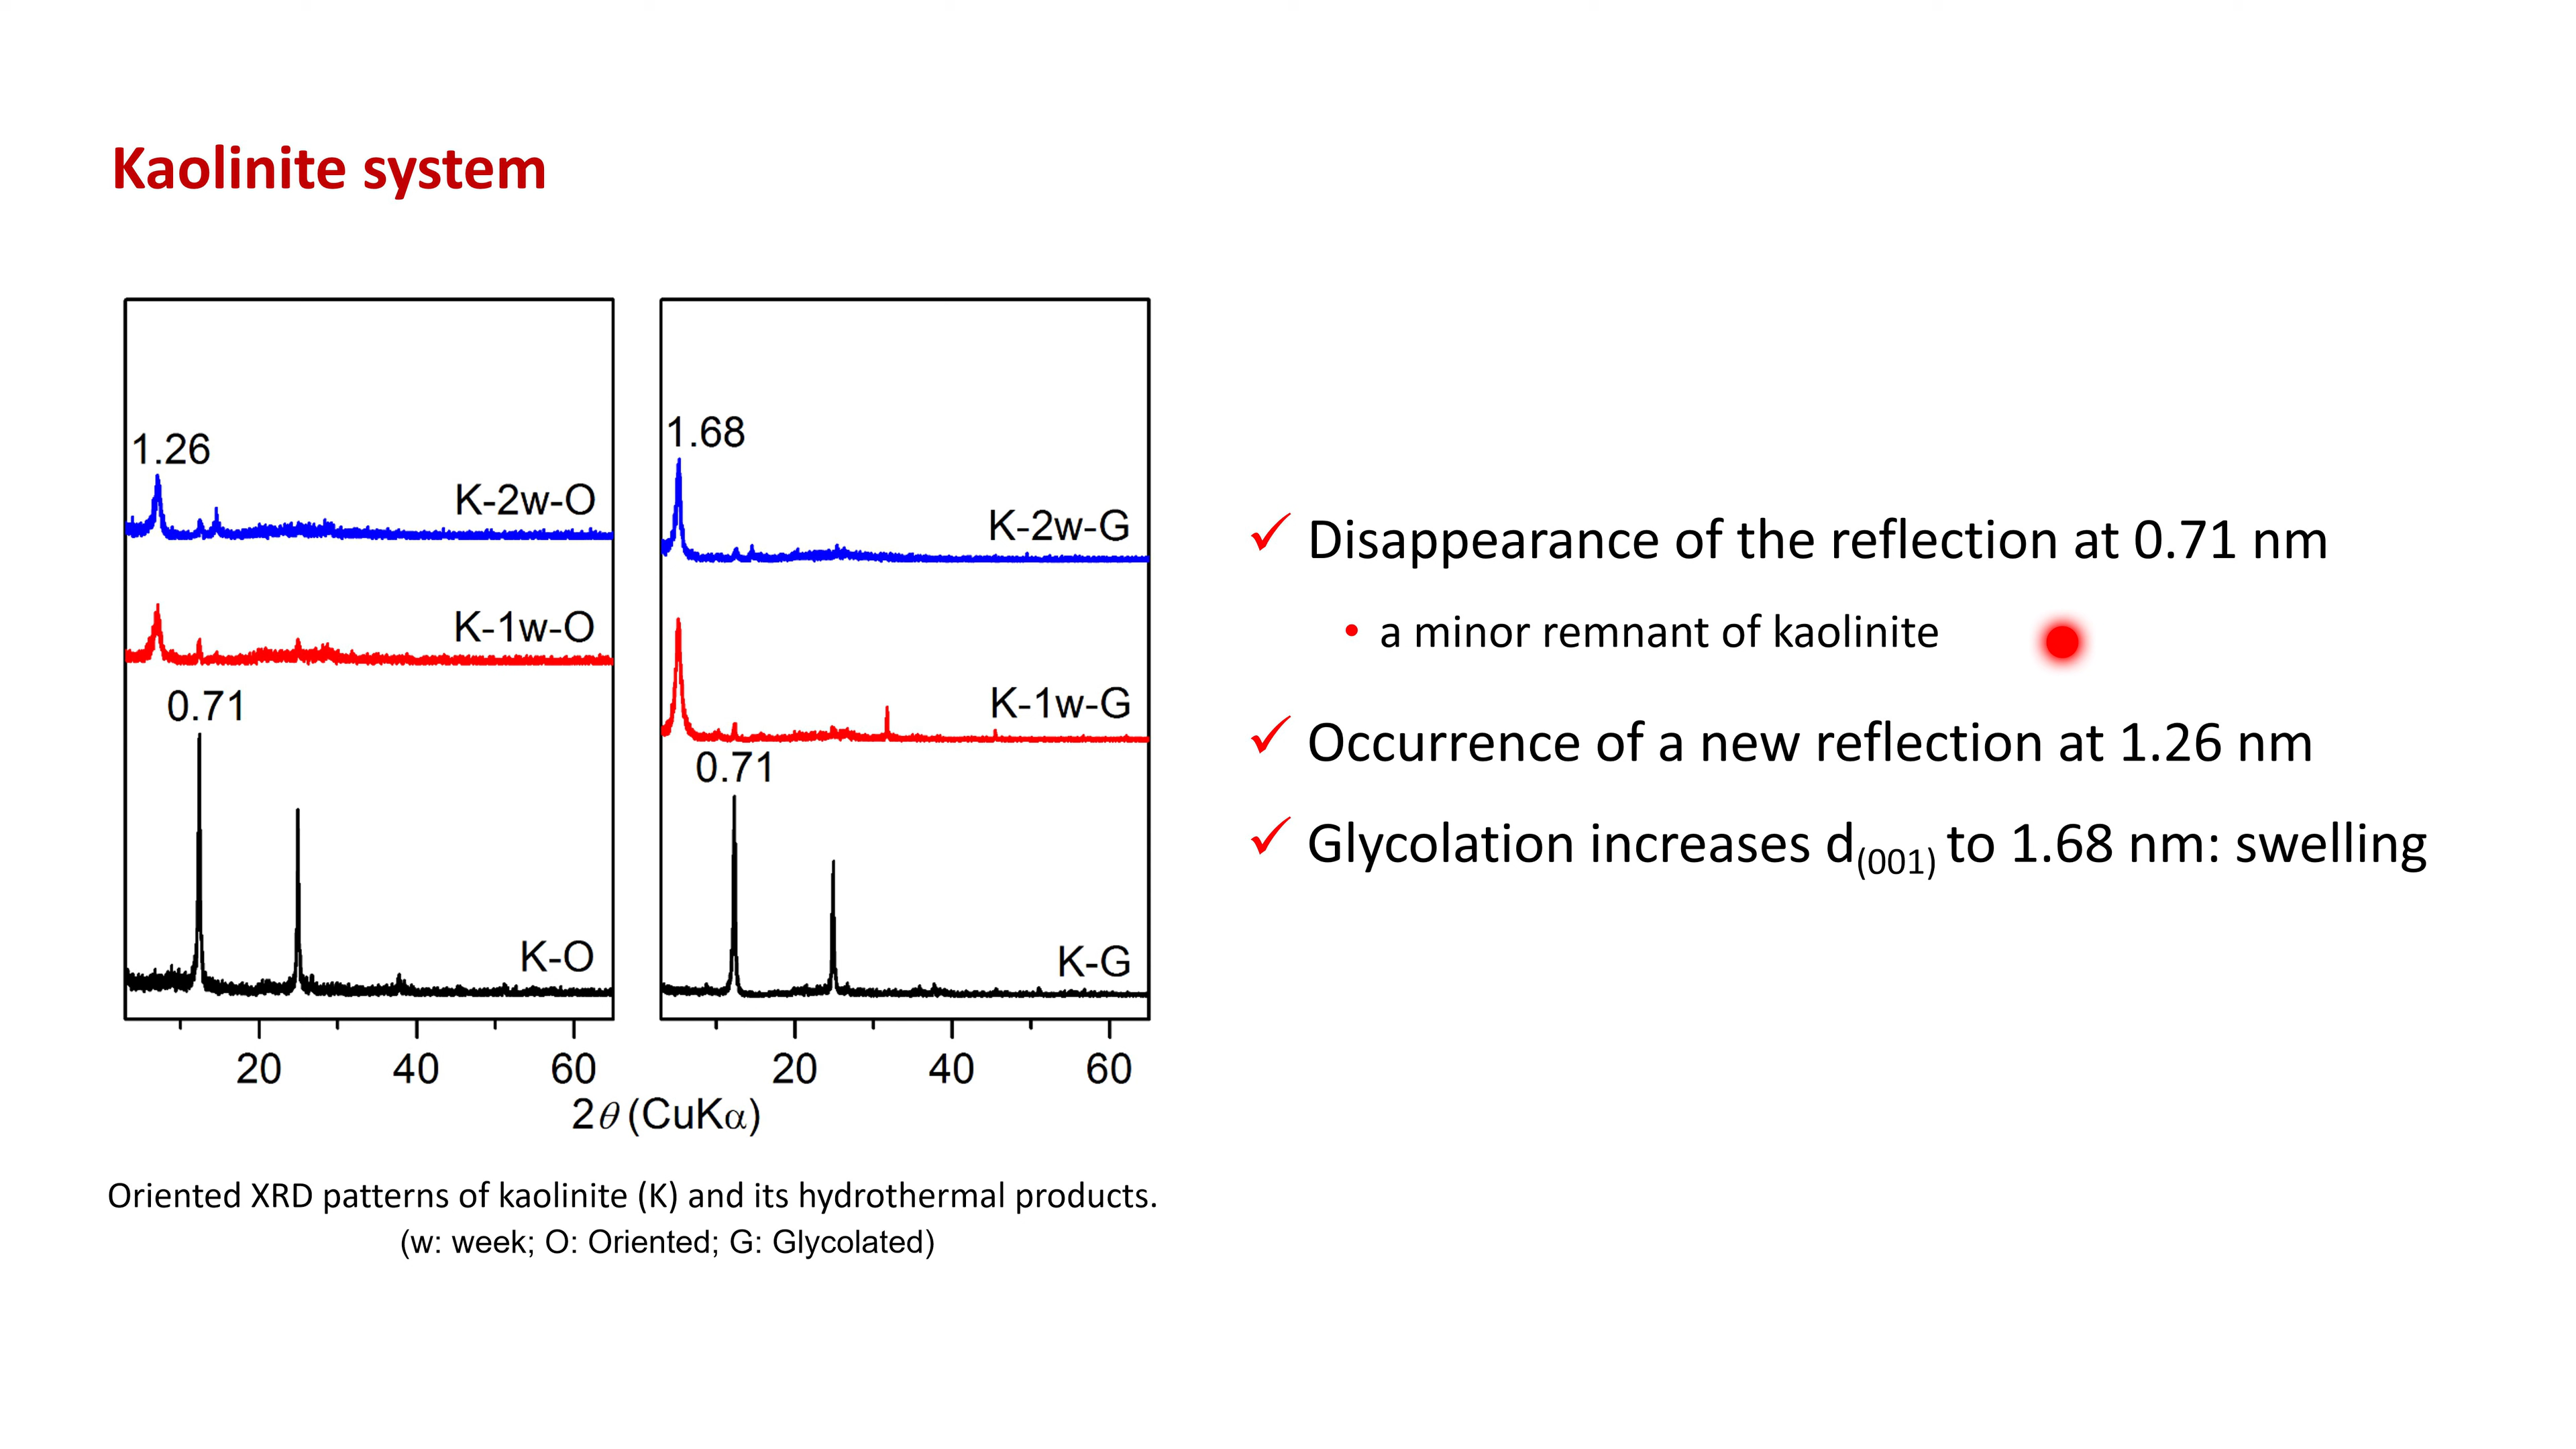 Kaolinite system
1.26
K-2w-O
K-1w-O
0.71
K-O
20 40 60
1.68
K-2w-G
K-1w-G
0.71
K-G
20 40 60
2θ (CuKα)
Oriented XRD patterns of kaolinite (K) and its hydrothermal products.
(w: week; O: Oriented; G: Glycolated)
✓ Disappearance of the reflection at 0.71 nm
• a minor remnant of kaolinite
✓ Occurrence of a new reflection at 1.26 nm
✓ Glycolation increases d(001) to 1.68 nm: swelling